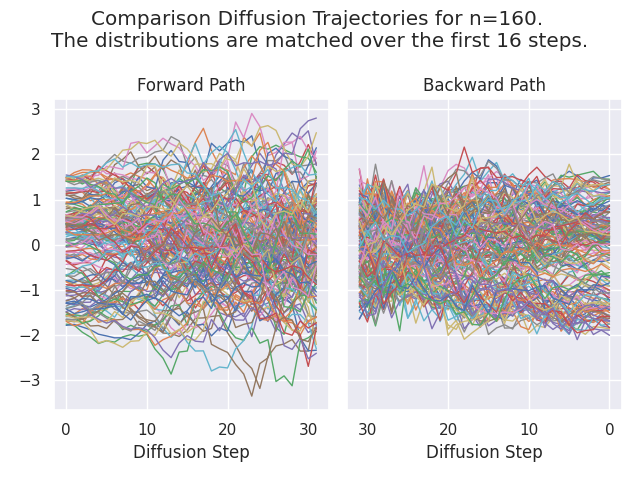 Comparison Diffusion Trajectories for n=160.
The distributions are matched over the first 16 steps.
Forward Path
Backward Path
3
2
1
0
−1
−2
−3
0 10 20 30
30 20 10 0
Diffusion Step
Diffusion Step